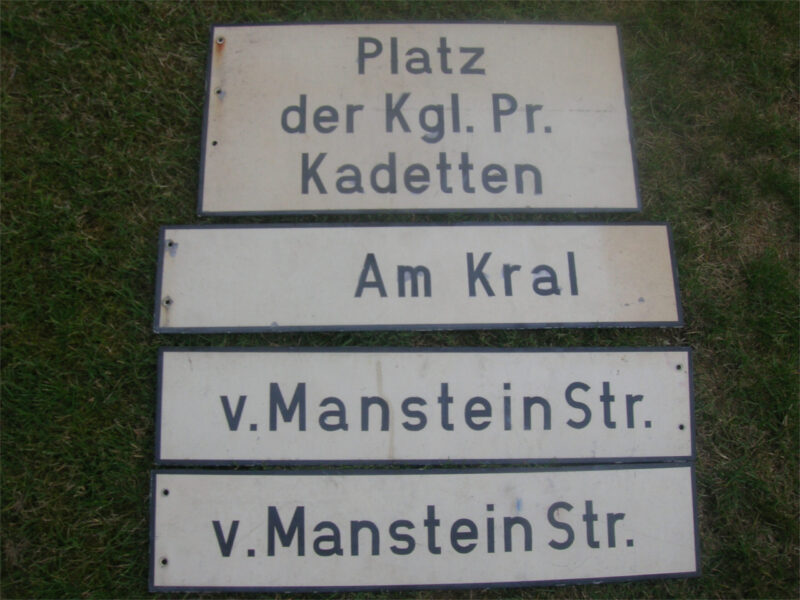 Platz
der Kgl. Pr.
Kadetten
Am Kral
v. Manstein Str.
v. Manstein Str.